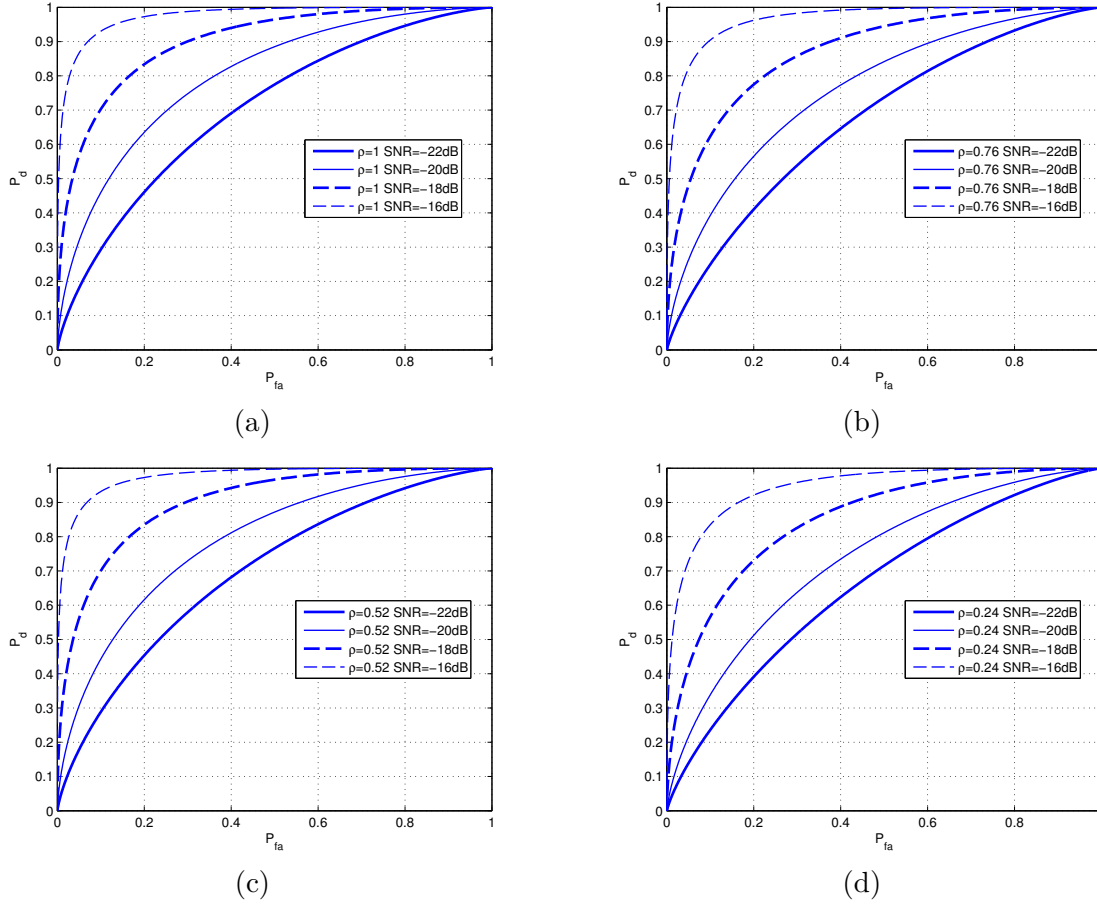 1
0.9
0.8
0.7
0.6
0.5
0.4
0.3
0.2
0.1
0
P_d
0 0.2 0.4 0.6 0.8 1
P_fa
ρ=1 SNR=−22dB
ρ=1 SNR=−20dB
ρ=1 SNR=−18dB
ρ=1 SNR=−16dB
(a)
1
0.9
0.8
0.7
0.6
0.5
0.4
0.3
0.2
0.1
0
P_d
0 0.2 0.4 0.6 0.8
P_fa
ρ=0.76 SNR=−22dB
ρ=0.76 SNR=−20dB
ρ=0.76 SNR=−18dB
ρ=0.76 SNR=−16dB
(b)
1
0.9
0.8
0.7
0.6
0.5
0.4
0.3
0.2
0.1
0
P_d
0 0.2 0.4 0.6 0.8 1
P_fa
ρ=0.52 SNR=−22dB
ρ=0.52 SNR=−20dB
ρ=0.52 SNR=−18dB
ρ=0.52 SNR=−16dB
(c)
1
0.9
0.8
0.7
0.6
0.5
0.4
0.3
0.2
0.1
0
P_d
0 0.2 0.4 0.6 0.8
P_fa
ρ=0.24 SNR=−22dB
ρ=0.24 SNR=−20dB
ρ=0.24 SNR=−18dB
ρ=0.24 SNR=−16dB
(d)